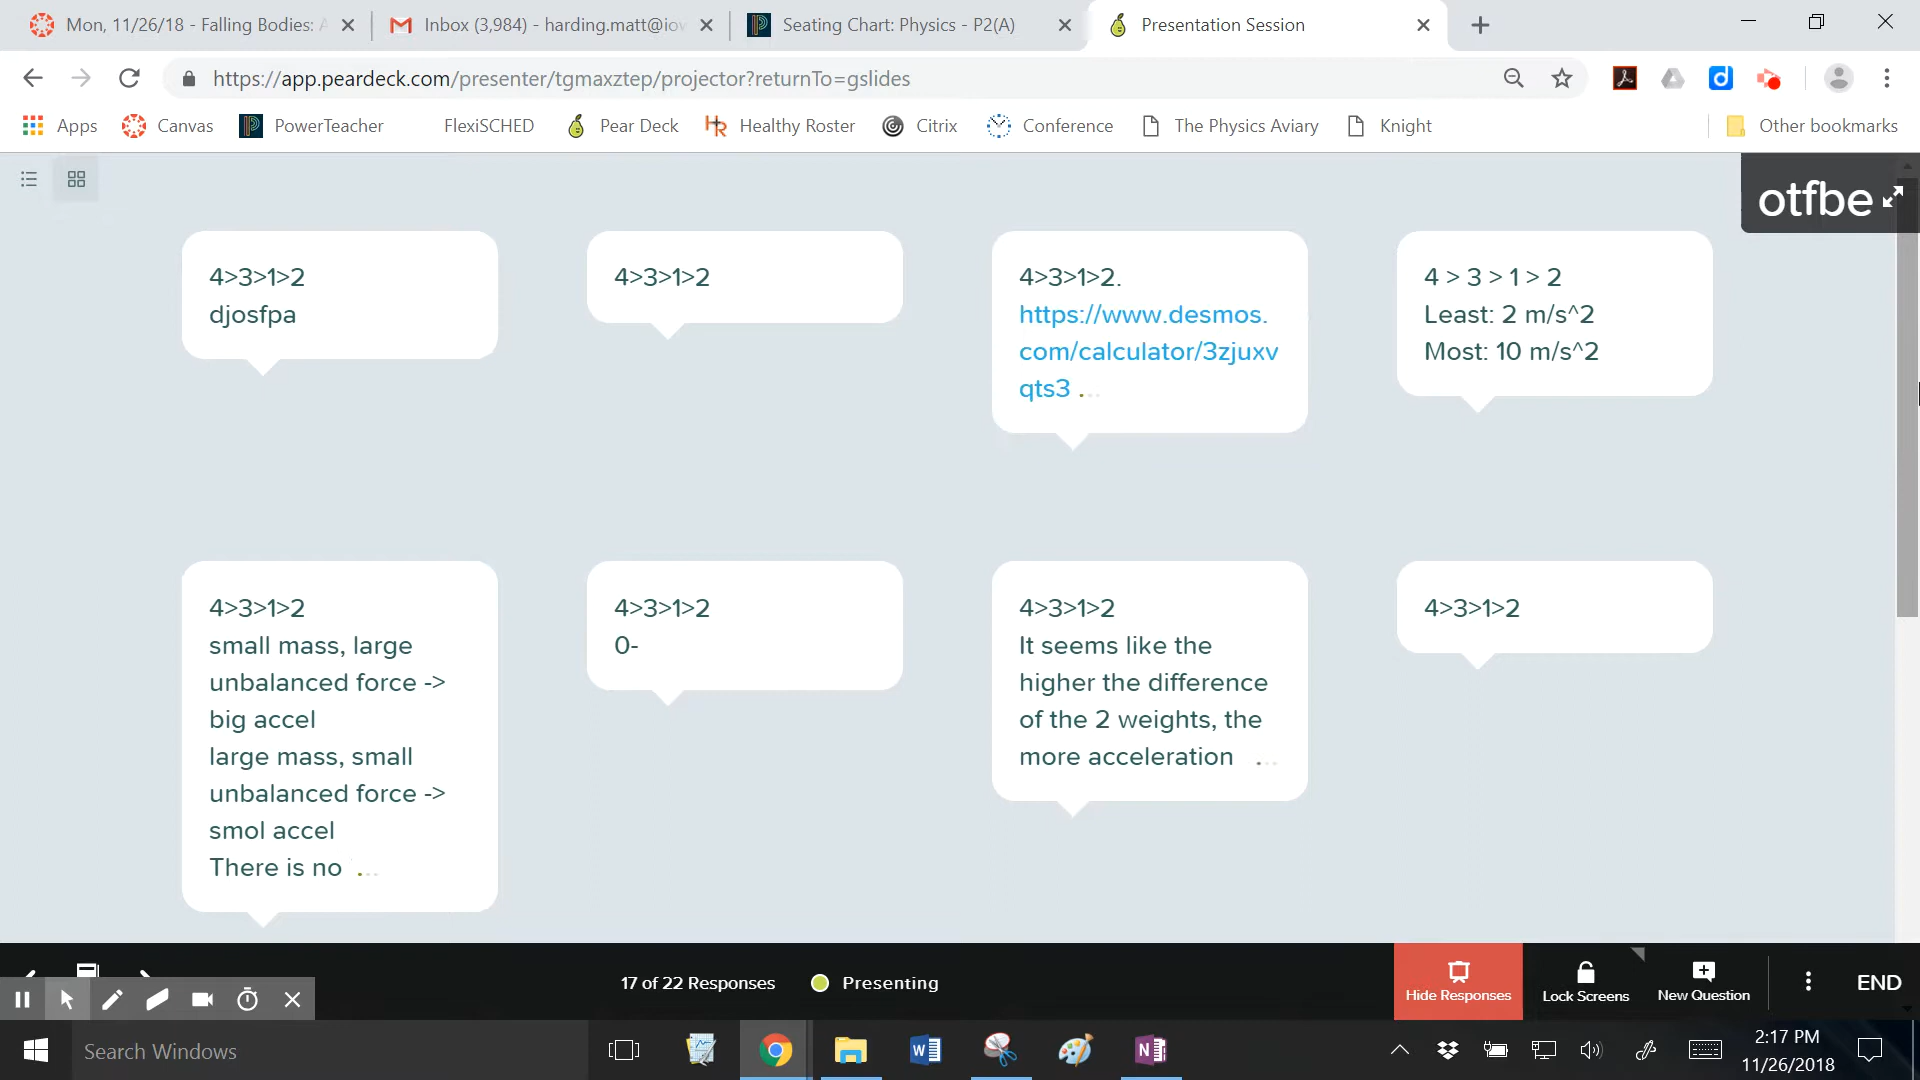 Mon, 11/26/18 - Falling Bodies:
Inbox (3,984) - harding.matt@iow
Seating Chart: Physics - P2(A)
Presentation Session
https://app.peardeck.com/presenter/tgmaxztep/projector?returnTo=gslides
Apps
Canvas
PowerTeacher
FlexiSCHED
Pear Deck
Healthy Roster
Citrix
Conference
The Physics Aviary
Knight
Other bookmarks
otfbe
4>3>1>2
djosfpa
4>3>1>2
4>3>1>2.
https://www.desmos.
com/calculator/3zjuxv
qts3 ...
4 > 3 > 1 > 2
Least: 2 m/s^2
Most: 10 m/s^2
4>3>1>2
small mass, large
unbalanced force ->
big accel
large mass, small
unbalanced force ->
smol accel
There is no ...
4>3>1>2
0-
4>3>1>2
It seems like the
higher the difference
of the 2 weights, the
more acceleration ...
4>3>1>2
17 of 22 Responses
Presenting
Hide Responses
Lock Screens
New Question
END
Search Windows
2:17 PM
11/26/2018